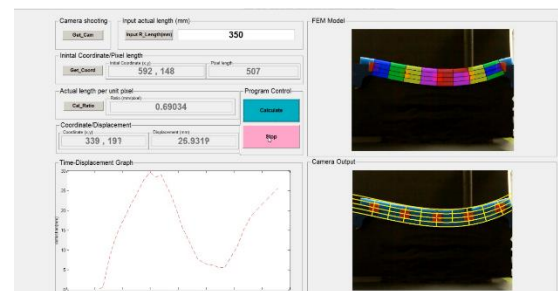 Camera shooting
Get_Cam
Input actual length (mm)
Input R_Length(mm)
350
Inintal Coordinate/Pixel length
Get_Coord
Initial Coordinate (x,y)
592 , 148
Pixel length
507
Actual length per unit pixel
Cal_Ratio
Ratio (mm/pixel)
0.69034
Program Control
Calculate
Stop
Coordinate/Displacement
Coordinate (x,y)
339 , 191
Displacement (mm)
26.9319
Time-Displacement Graph
FEM Model
Camera Output